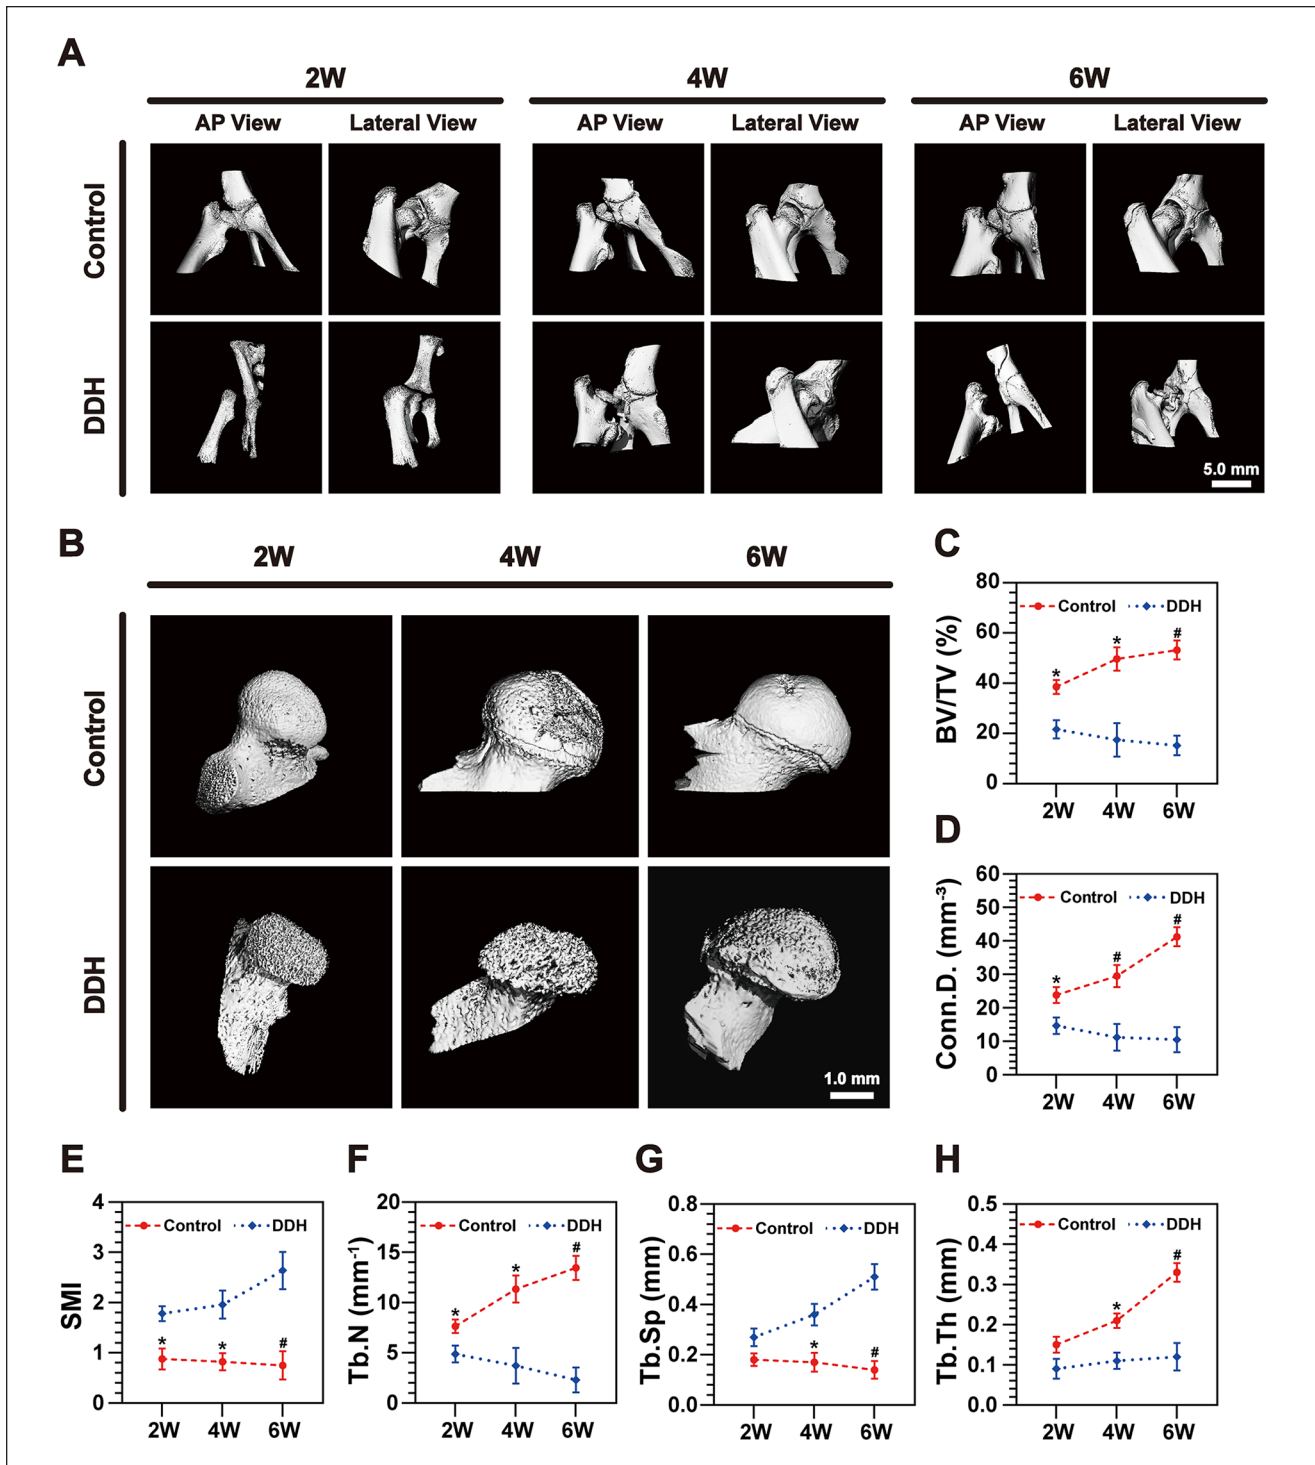 A
2W 4W 6W
AP View Lateral View AP View Lateral View AP View Lateral View
Control
DDH
5.0 mm
B
2W 4W 6W
Control
DDH
1.0 mm
C
BV/TV (%)
80
60
40
20
0
Control DDH
* * #
2W 4W 6W
D
Conn.D. (mm⁻³)
60
50
40
30
20
10
0
Control DDH
* # #
2W 4W 6W
E
SMI
4
3
2
1
0
Control DDH
* * #
2W 4W 6W
F
Tb.N (mm⁻¹)
20
15
10
5
0
Control DDH
* * #
2W 4W 6W
G
Tb.Sp (mm)
0.8
0.6
0.4
0.2
0.0
Control DDH
* #
2W 4W 6W
H
Tb.Th (mm)
0.5
0.4
0.3
0.2
0.1
0.0
Control DDH
* #
2W 4W 6W